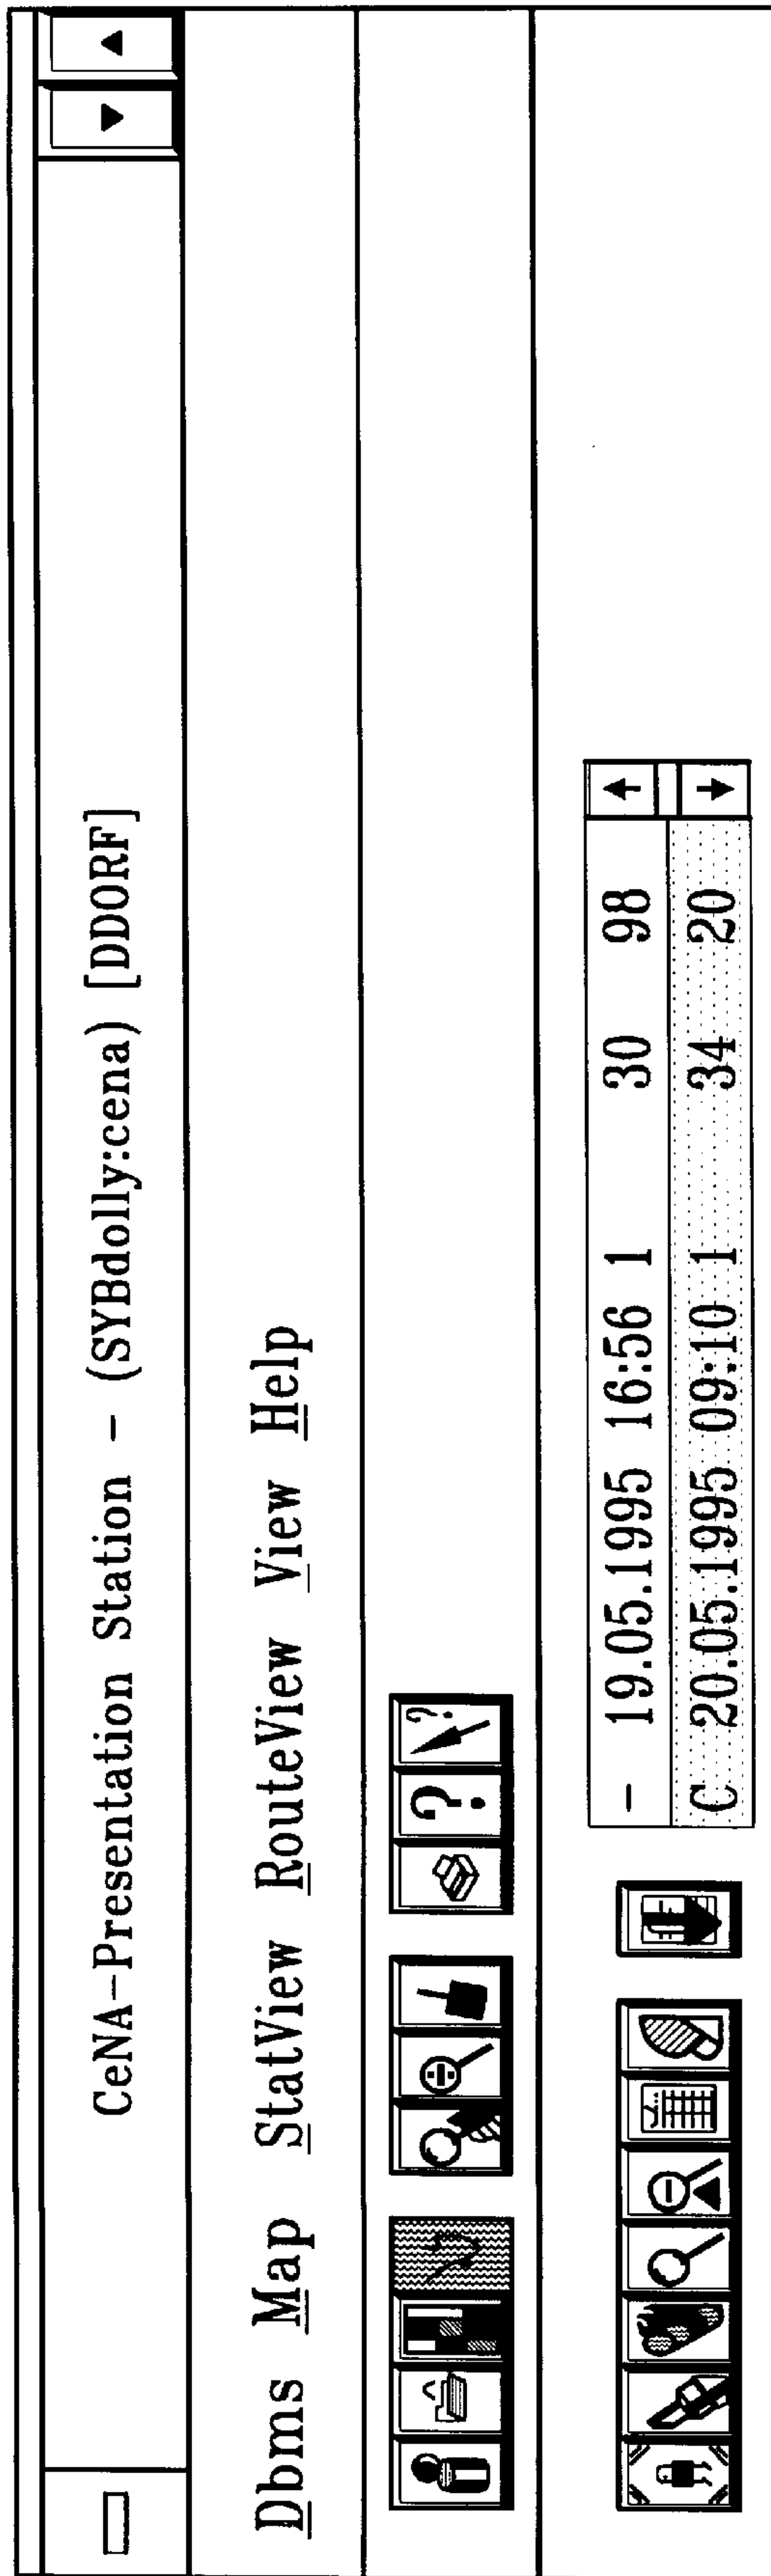 CeNA-Presentation Station - (SYBdolly:cena) [DDORF]
Dbms Map StatView RouteView View Help
? ?
- 19.05.1995 16:56 1 30 98
C 20.05.1995 09:10 1 34 20